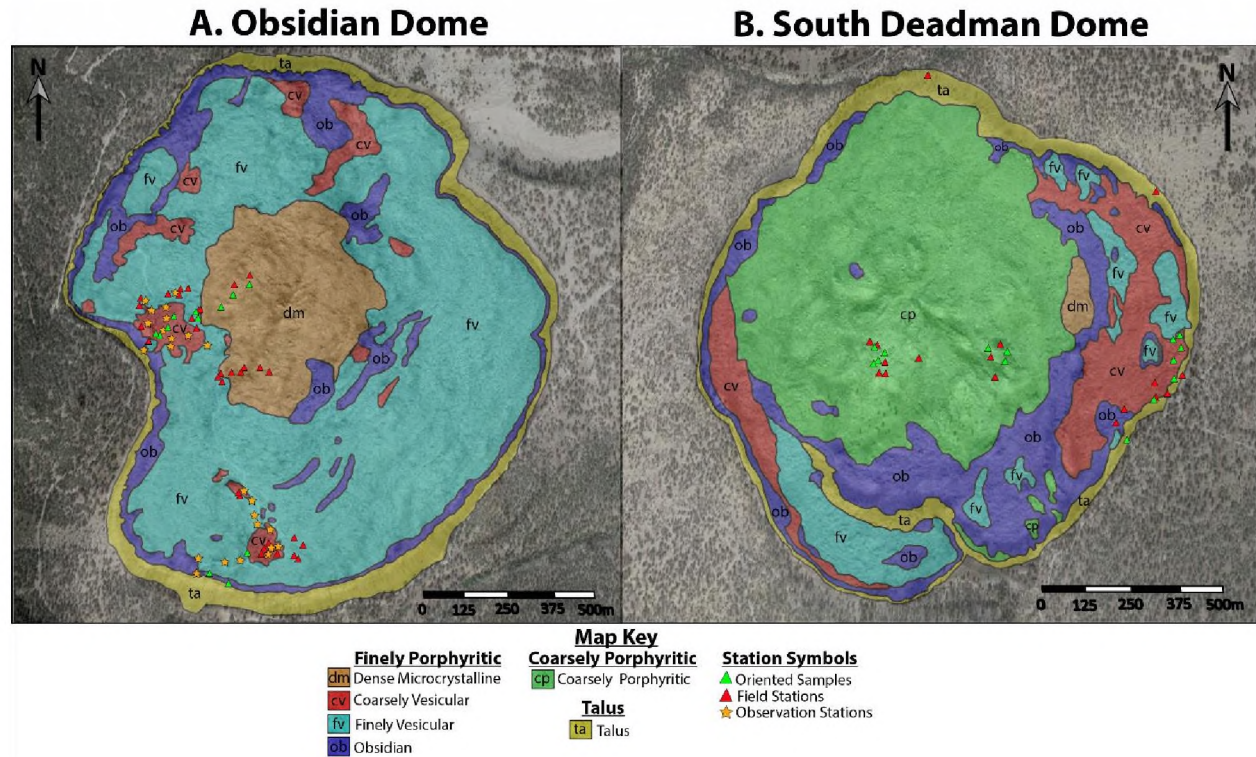 A. Obsidian Dome
B. South Deadman Dome
N
N
ta
cv
ob
cv
fv
fv
cv
ob
cv
ob
dm
fv
cv
ob
ob
ob
fv
cv
ta
0 125 250 375 500m
ta
ob
ob
fv
fv
cv
ob
ob
fv
dm
cp
fv
fv
cv
cv
ob
ob
ob
fv
fv
ta
ta
ob
cp
fv
ob
0 125 250 375 500m
Map Key
Finely Porphyritic
dm Dense Microcrystalline
cv Coarsely Vesicular
fv Finely Vesicular
ob Obsidian
Coarsely Porphyritic
cp Coarsely Porphyritic
Talus
ta Talus
Station Symbols
Oriented Samples
Field Stations
Observation Stations